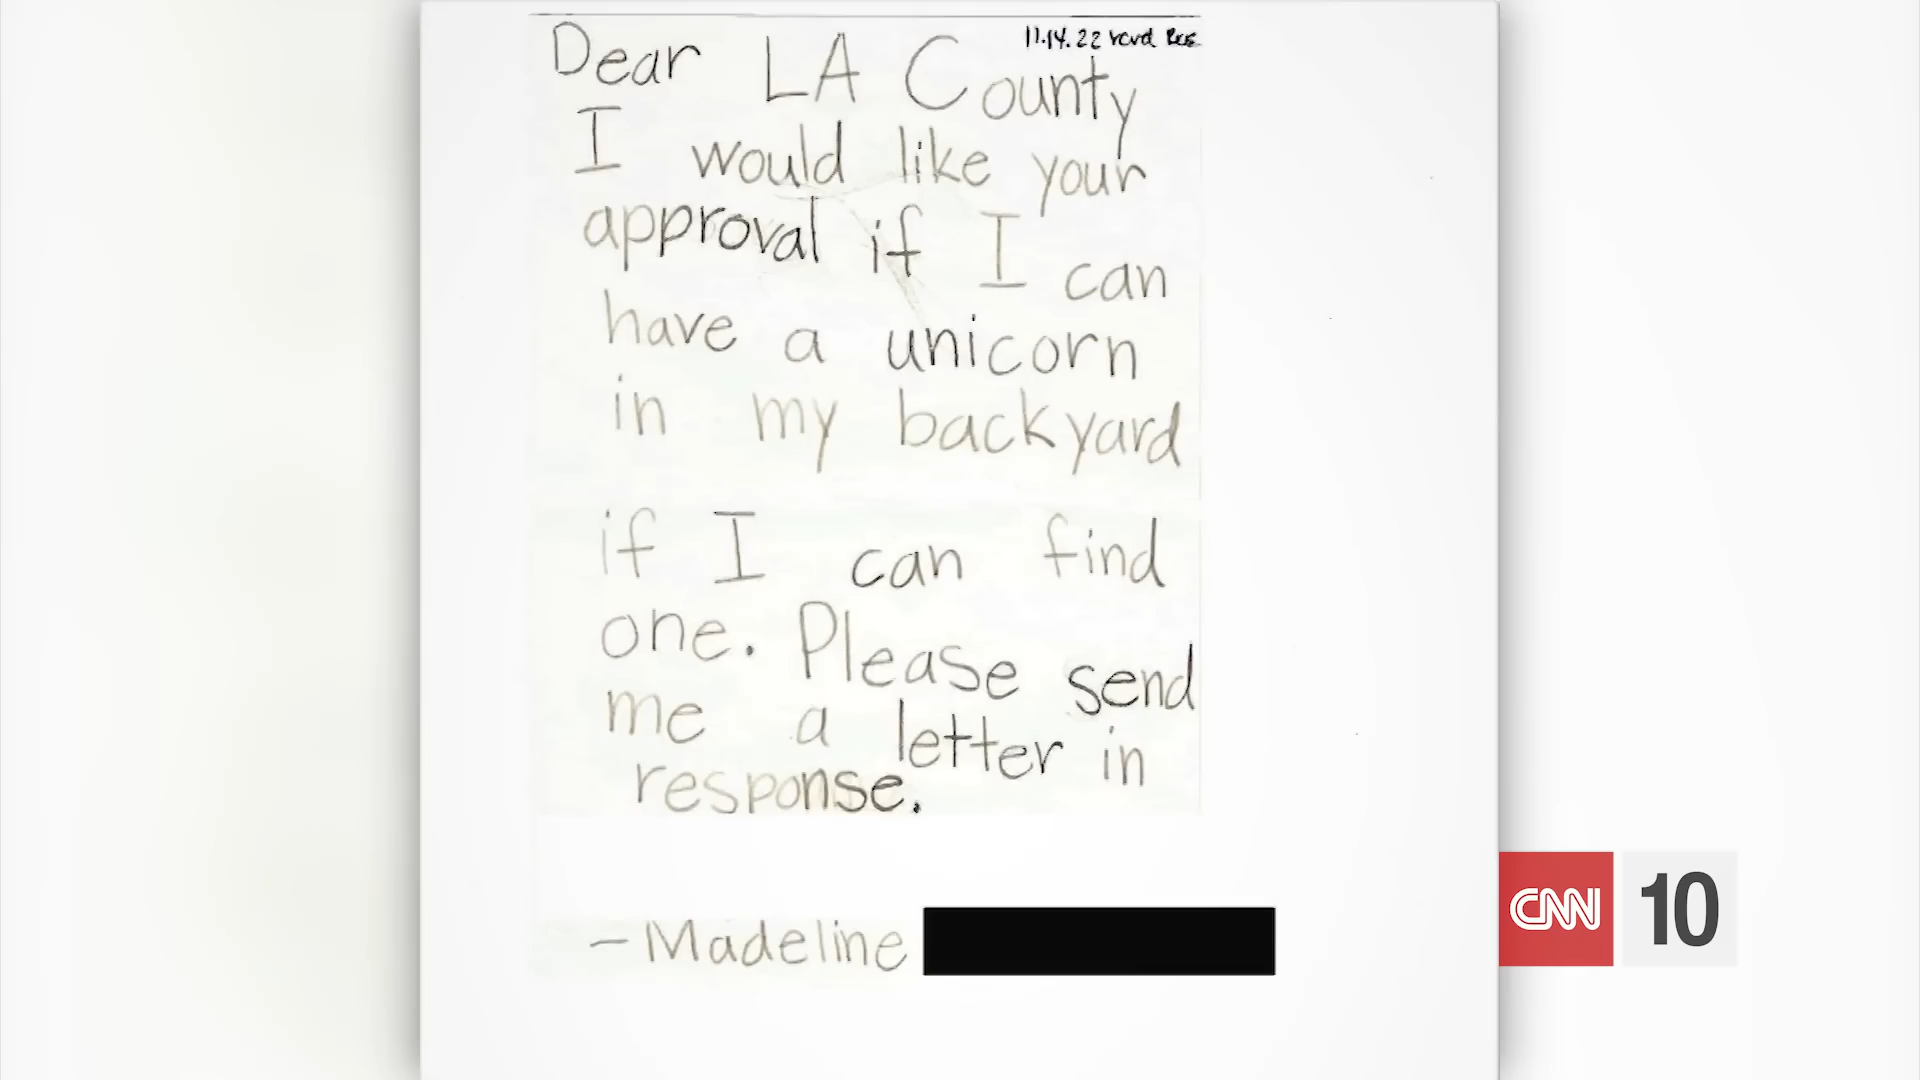 11.14.22 rcvd
Dear LA County
I would like your
approval if I can
have a unicorn
in my backyard
if I can find
one. Please send
me a letter in
response.
- Madeline
CNN 10